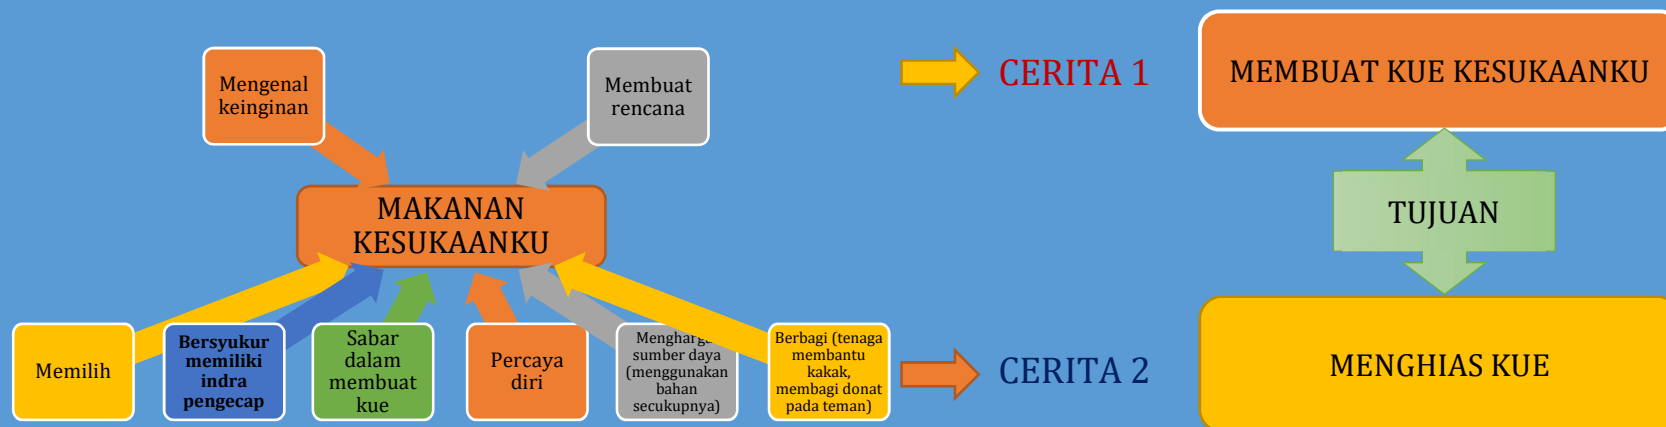 Mengenal
keinginan
Membuat
rencana
MAKANAN
KESUKAANKU
Memilih
Bersyukur
memiliki
indra
pengecap
Sabar
dalam
membuat
kue
Percaya
diri
sumber daya
(menggunakan
bahan
secukupnya)
Berbagi (tenaga
membantu
kakak,
membagi donat
pada teman)
CERITA 1
MEMBUAT KUE KESUKAANKU
TUJUAN
CERITA 2
MENGHIAS KUE